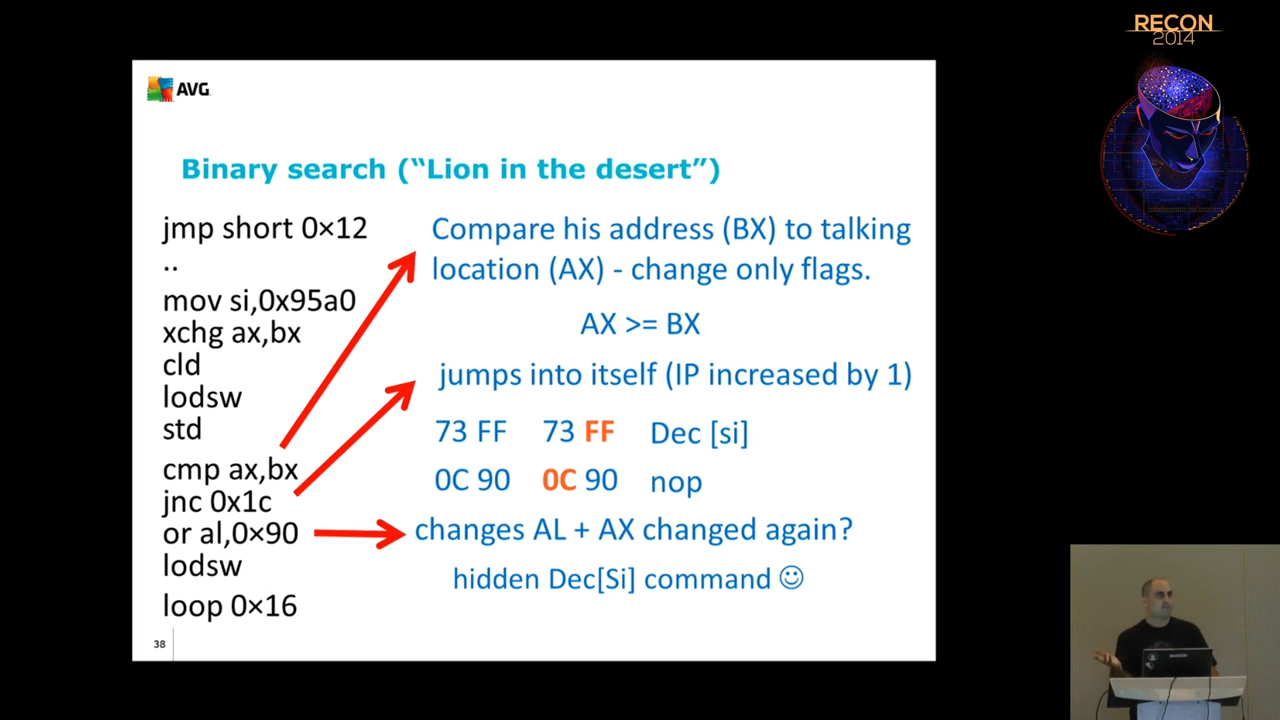 RECON
2014
AVG
Binary search (“Lion in the desert”)
jmp short 0×12
..
mov si,0x95a0
xchg ax,bx
cld
lodsw
std
cmp ax,bx
jnc 0x1c
or al,0×90
lodsw
loop 0×16
Compare his address (BX) to talking
location (AX) - change only flags.
AX >= BX
jumps into itself (IP increased by 1)
73 FF 73 FF Dec [si]
0C 90 0C 90 nop
changes AL + AX changed again?
hidden Dec[Si] command ☺
38